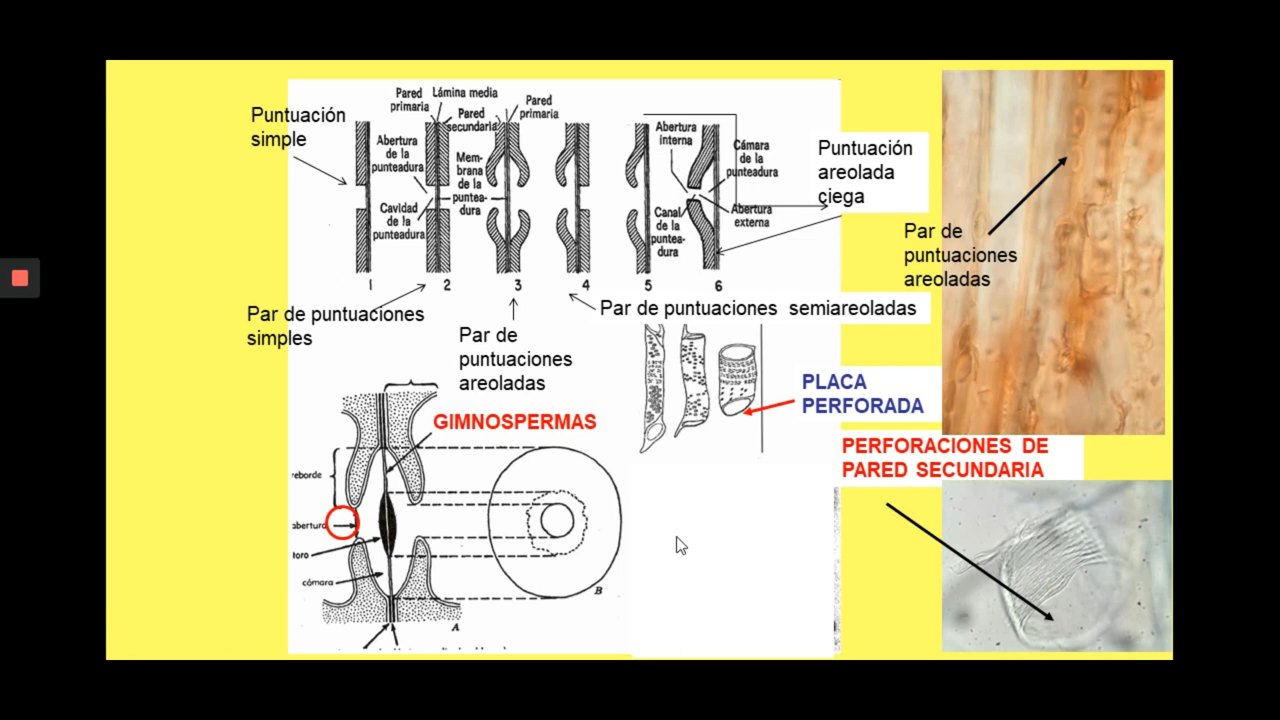 Puntuación
simple
Pared
primaria
Lámina media
Pared
secundaria
Pared
primaria
Abertura
de la
punteadura
Mem-
brana
de la
puntea-
dura
Cavidad
de la
punteadura
Abertura
interna
Cámara
de la
punteadura
Canal
de la
puntea-
dura
Abertura
externa
1 2 3 4 5 6
Puntuación
areolada
ciega
Par de
puntuaciones
areoladas
Par de puntuaciones
simples
Par de
puntuaciones
areoladas
Par de puntuaciones semiareoladas
PLACA
PERFORADA
GIMNOSPERMAS
PERFORACIONES DE
PARED SECUNDARIA
reborde
abertura
toro
cámara
A
B